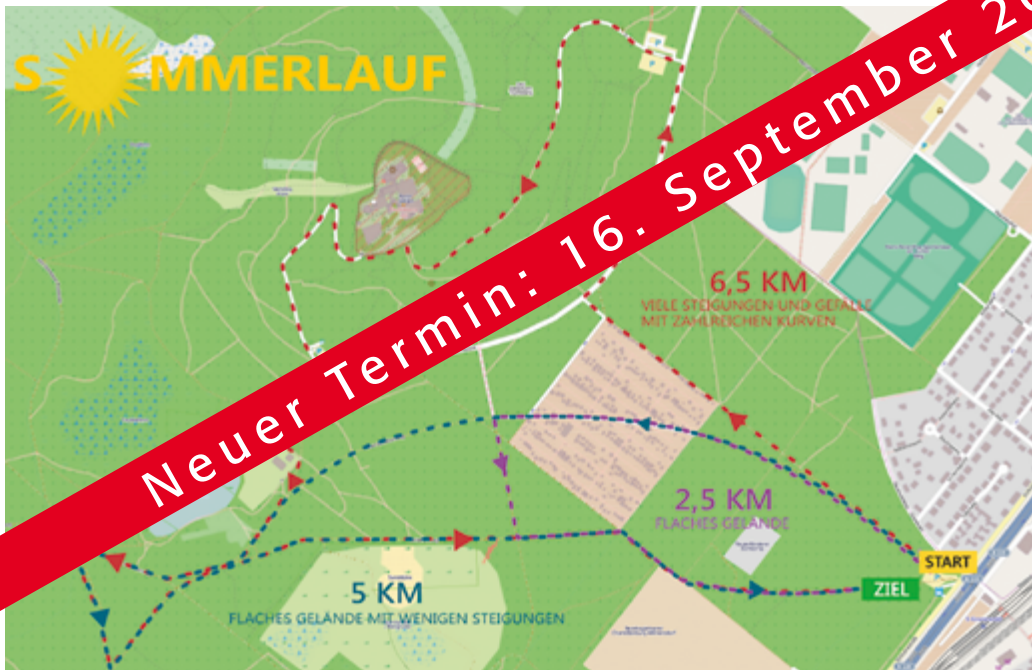 S MMERLAUF
Neuer Termin: 16. September 20
6,5 KM
VIELE STEIGUNGEN UND GEFÄLLE
MIT ZAHLREICHEN KURVEN
2,5 KM
FLACHES GELÄNDE
START
ZIEL
5 KM
FLACHES GELÄNDE MIT WENIGEN STEIGUNGEN
P
P